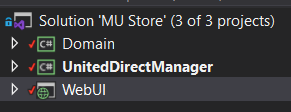 Solution 'MU Store' (3 of 3 projects)
C# Domain
C# UnitedDirectManager
WebUI